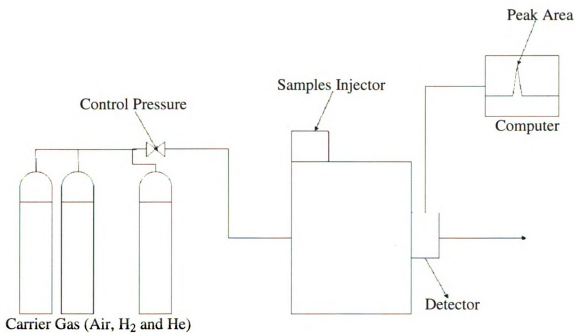 Peak Area
Samples Injector
Control Pressure
Computer
Detector
Carrier Gas (Air, H₂ and He)